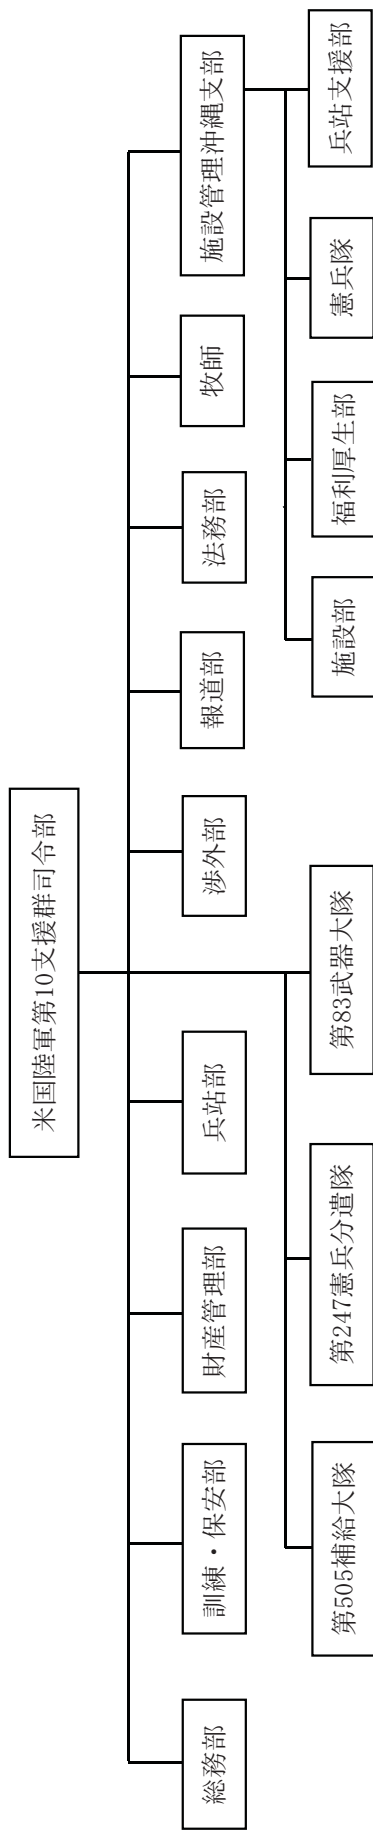 米国陸軍第10支援群司令部
総務部
訓練・保安部
財産管理部
兵站部
渉外部
報道部
法務部
牧師
施設管理沖縄支部
第505補給大隊
第247憲兵分遣隊
第83武器大隊
施設部
福利厚生部
憲兵隊
兵站支援部